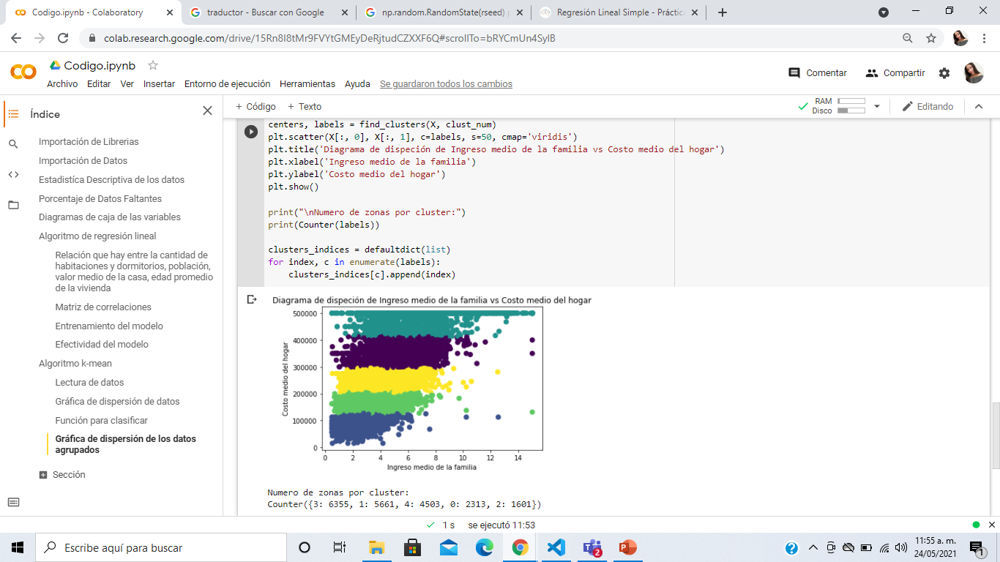 Codigo.ipynb - Colaboratory
traductor - Buscar con Google
np.random.RandomState(rseed)
Regresión Lineal Simple - Práctic
colab.research.google.com/drive/15Rn8I8tMr9FVYtGMEyDeRjtudCZXXF6Q#scrollTo=bRYCmUn4SylB
Codigo.ipynb
Comentar
Compartir
Archivo Editar Ver Insertar Entorno de ejecución Herramientas Ayuda Se guardaron todos los cambios
Índice
+ Código + Texto
RAM
Disco
Editando
Importación de Librerias
Importación de Datos
Estadistíca Descriptiva de los datos
Porcentaje de Datos Faltantes
Diagramas de caja de las variables
Algoritmo de regresión lineal
Relación que hay entre la cantidad de
habitaciones y dormitorios, población,
valor medio de la casa, edad promedio
de la vivienda
Matriz de correlaciones
Entrenamiento del modelo
Efectividad del modelo
Algoritmo k-mean
Lectura de datos
Gráfica de dispersión de datos
Función para clasificar
Gráfica de dispersión de los datos
agrupados
Sección
centers, labels = find_clusters(X, clust_num)
plt.scatter(X[:, 0], X[:, 1], c=labels, s=50, cmap='viridis')
plt.title('Diagrama de dispeción de Ingreso medio de la familia vs Costo medio del hogar')
plt.xlabel('Ingreso medio de la familia')
plt.ylabel('Costo medio del hogar')
plt.show()
print("\nNumero de zonas por cluster:")
print(Counter(labels))
clusters_indices = defaultdict(list)
for index, c in enumerate(labels):
clusters_indices[c].append(index)
Diagrama de dispeción de Ingreso medio de la familia vs Costo medio del hogar
500000
400000
300000
200000
100000
0
Costo medio del hogar
0 2 4 6 8 10 12 14
Ingreso medio de la familia
Numero de zonas por cluster:
Counter({3: 6355, 1: 5661, 4: 4503, 0: 2313, 2: 1601})
1 s se ejecutó 11:53
Escribe aquí para buscar
2
11:55 a. m.
24/05/2021
1